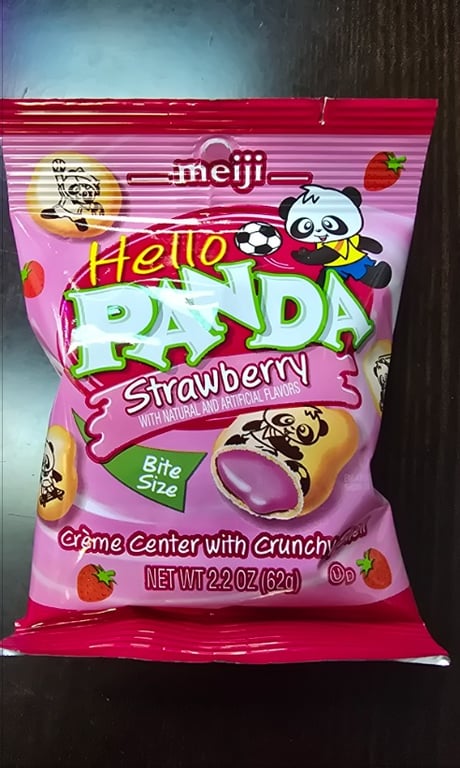 meiji
Hello
PANDA
Strawberry
WITH NATURAL AND ARTIFICIAL FLAVORS
Bite
Size
Crème Center with Crunchy
NET WT 2.2 OZ (62g)
U D